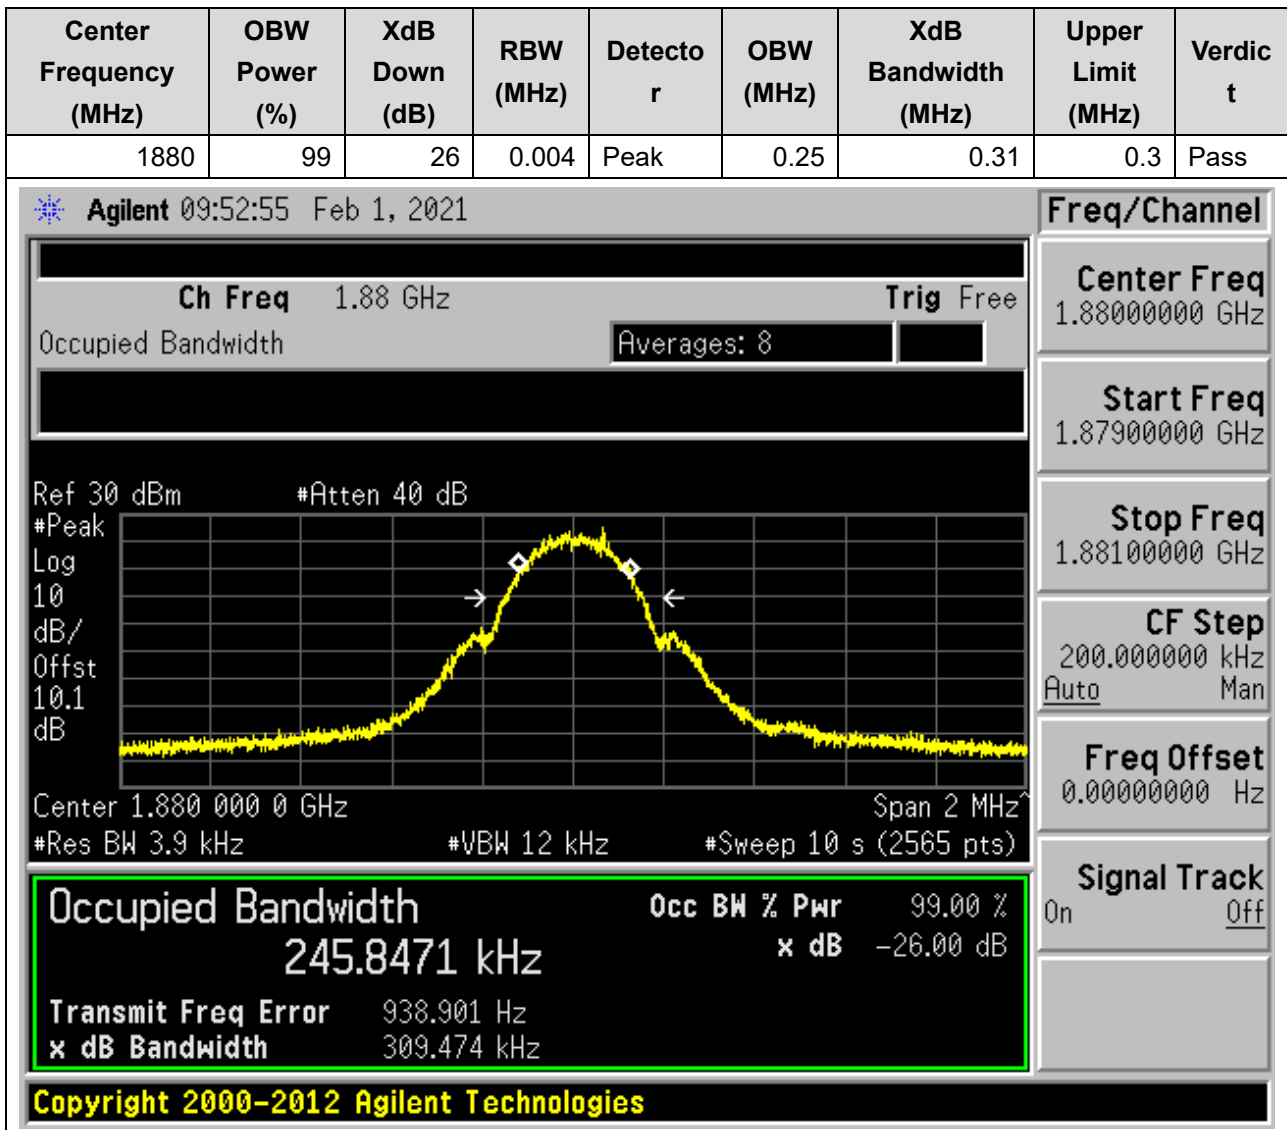 Center Frequency (MHz) OBW Power (%) XdB Down (dB) RBW (MHz) Detecto r OBW (MHz) XdB Bandwidth (MHz) Upper Limit (MHz) Verdic t
1880 99 26 0.004 Peak 0.25 0.31 0.3 Pass
Agilent 09:52:55 Feb 1, 2021
Ch Freq 1.88 GHz Trig Free
Occupied Bandwidth Averages: 8
Ref 30 dBm #Atten 40 dB
#Peak
Log
10
dB/
Offst
10.1
dB
Center 1.880 000 0 GHz Span 2 MHz^
#Res BW 3.9 kHz #VBW 12 kHz #Sweep 10 s (2565 pts)
Occupied Bandwidth Occ BW % Pwr 99.00 %
245.8471 kHz x dB -26.00 dB
Transmit Freq Error 938.901 Hz
x dB Bandwidth 309.474 kHz
Copyright 2000-2012 Agilent Technologies
Freq/Channel
Center Freq
1.88000000 GHz
Start Freq
1.87900000 GHz
Stop Freq
1.88100000 GHz
CF Step
200.000000 kHz
Auto Man
Freq Offset
0.00000000 Hz
Signal Track
On Off